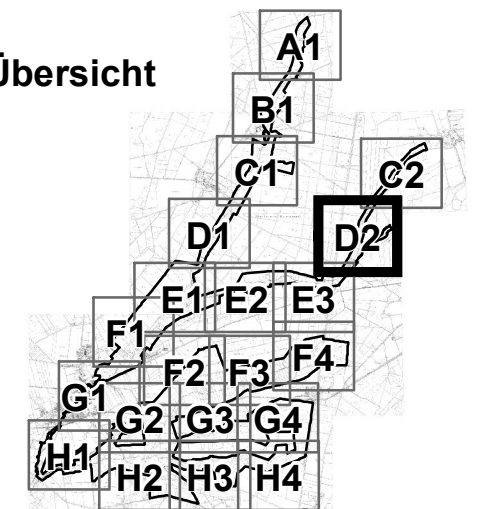 Übersicht
A1
B1
C1 C2
D1 D2
E1 E2 E3
F1 F2 F3 F4
G1 G2 G3 G4
H1 H2 H3 H4